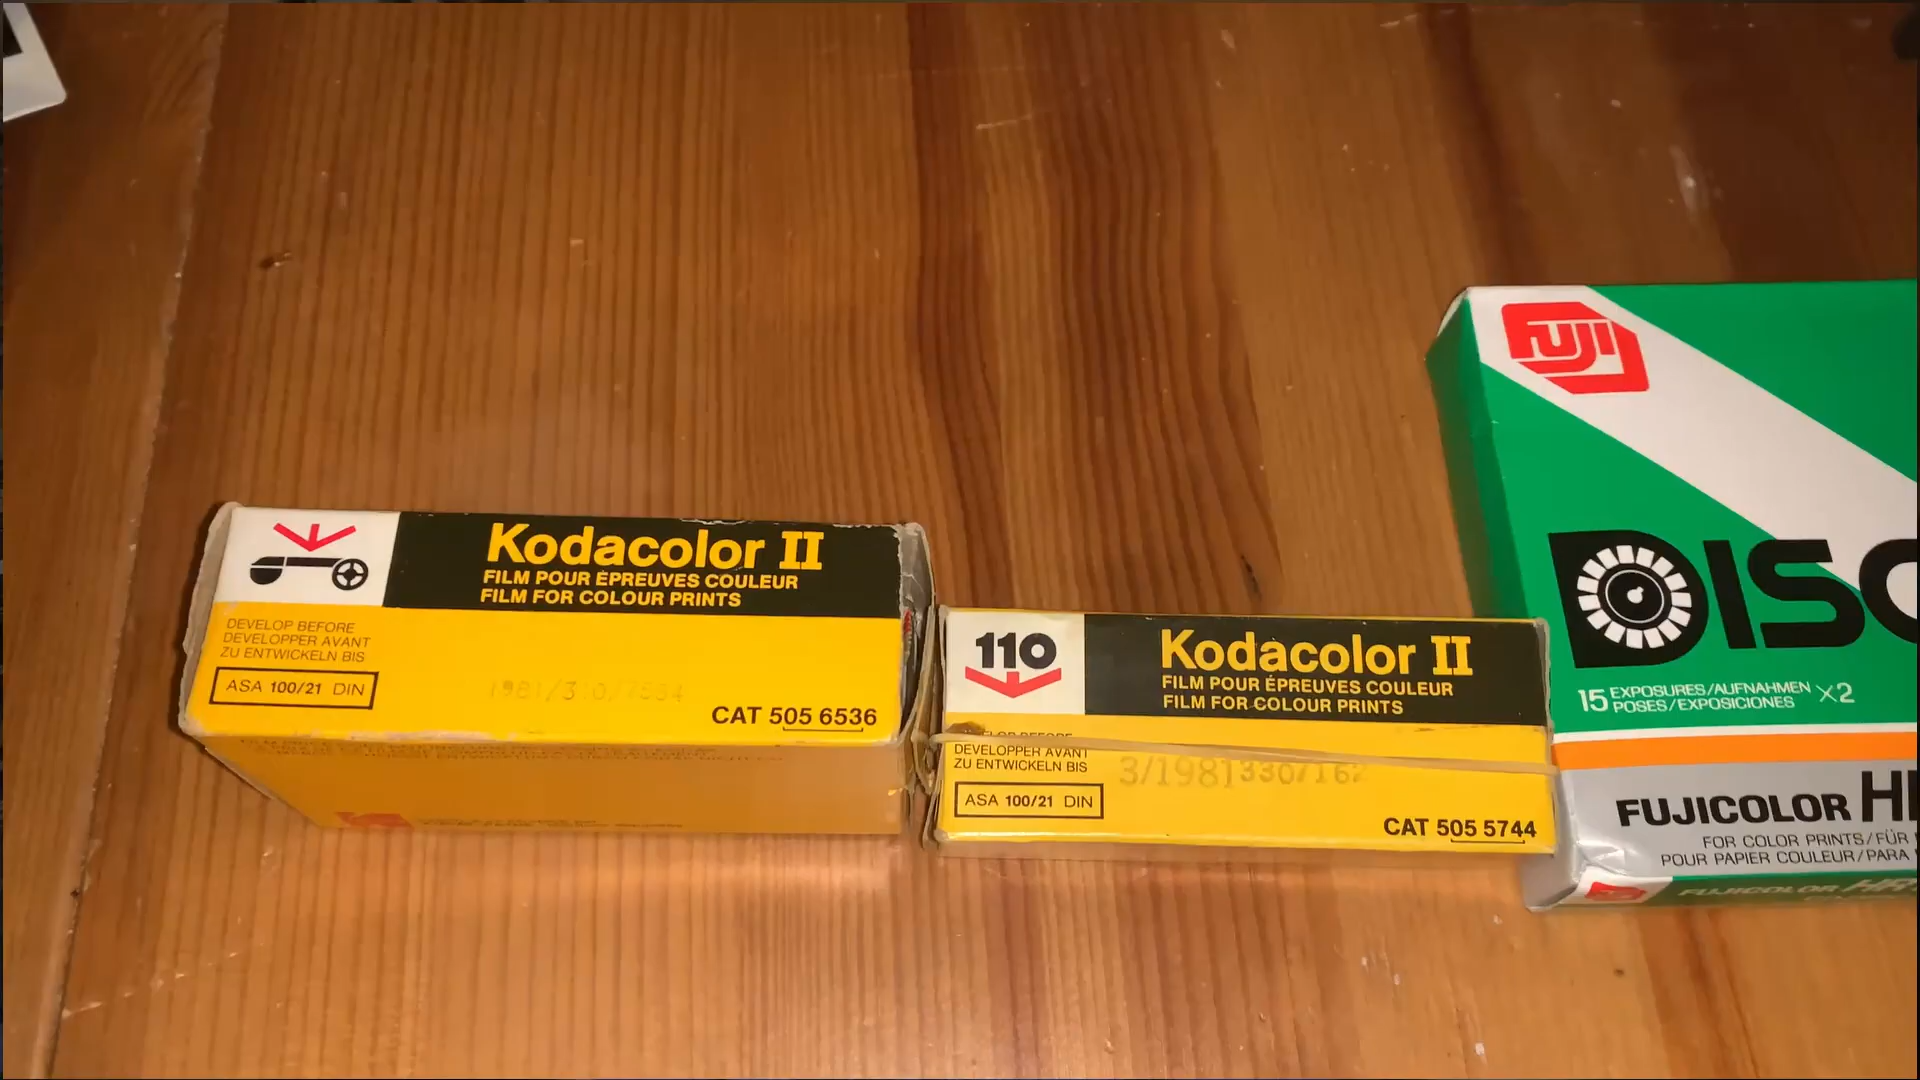 Kodacolor II
FILM POUR ÉPREUVES COULEUR
FILM FOR COLOUR PRINTS
DEVELOP BEFORE
DEVELOPPER AVANT
ZU ENTWICKELN BIS
ASA 100/21 DIN
CAT 505 6536
110
Kodacolor II
FILM POUR ÉPREUVES COULEUR
FILM FOR COLOUR PRINTS
DEVELOPPER AVANT
ZU ENTWICKELN BIS
3/1981
ASA 100/21 DIN
CAT 505 5744
FUJI
DISC
15 EXPOSURES/AUFNAHMEN X2
POSES/EXPOSICIONES
FUJICOLOR
FOR COLOR PRINTS/FÜR
POUR PAPIER COULEUR/PARA
FUJICOLOR